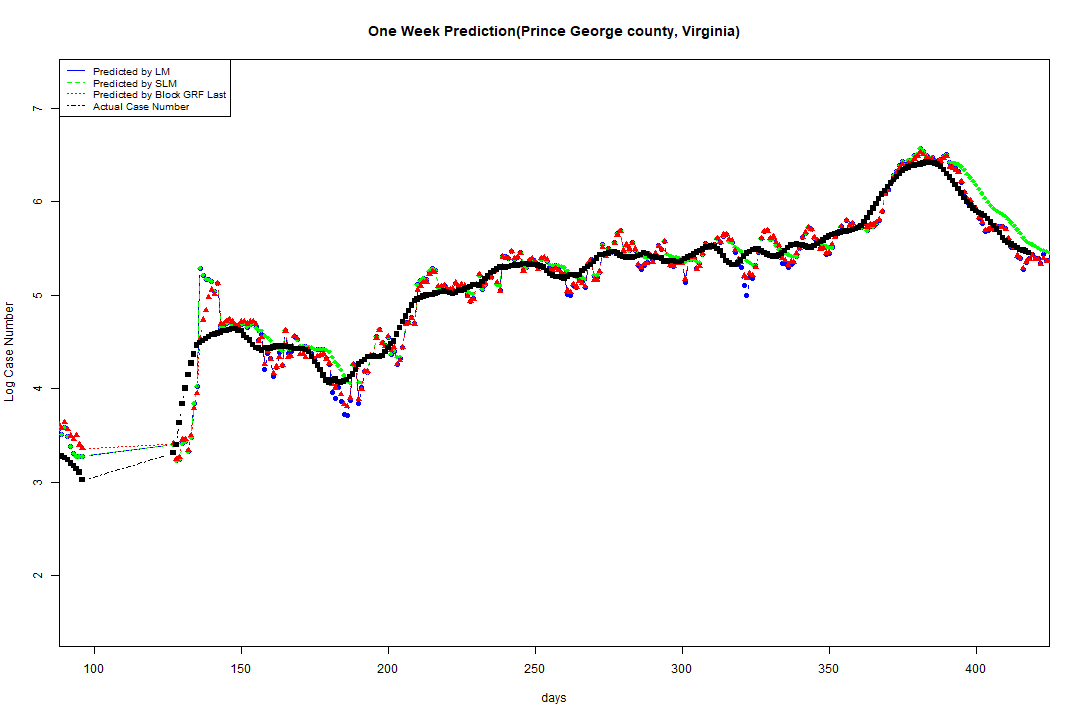 One Week Prediction(Prince George county, Virginia)
Predicted by LM
Predicted by SLM
Predicted by Block GRF Last
Actual Case Number
7
6
5
4
3
2
Log Case Number
100 150 200 250 300 350 400
days